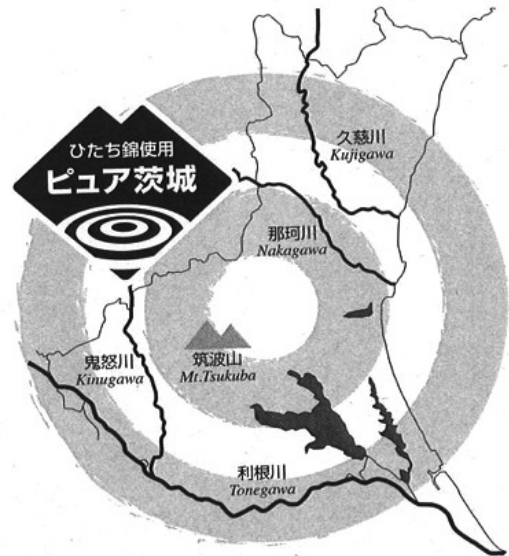 久慈川
Kujigawa
ひたち錦使用
ピュア茨城
那珂川
Nakagawa
筑波山
Mt.Tsukuba
鬼怒川
Kinugawa
利根川
Tonegawa